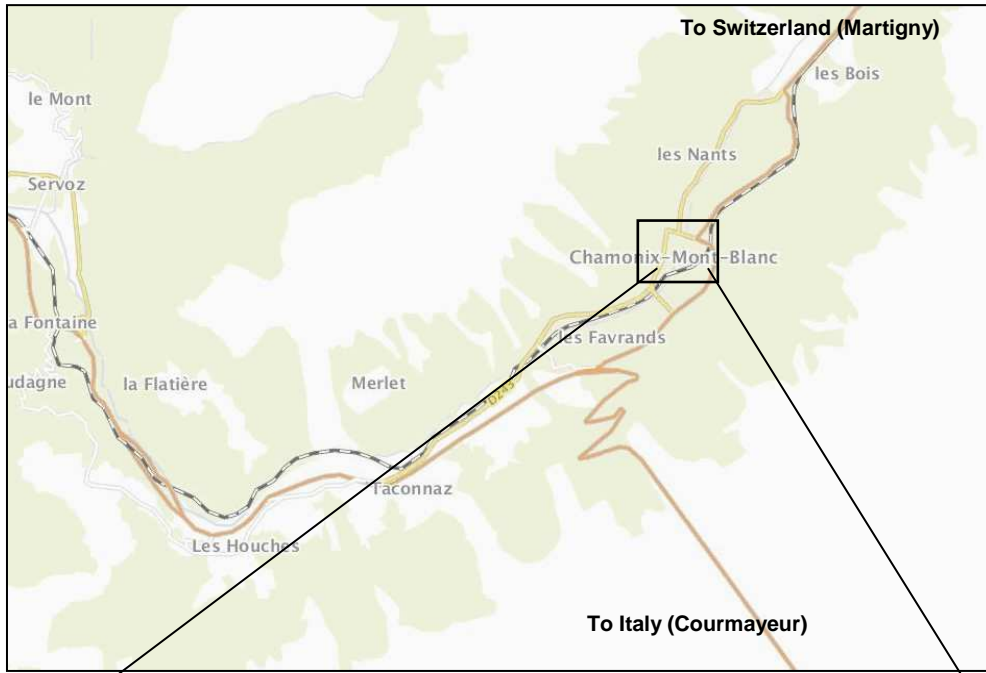 To Switzerland (Martigny)
les Bois
le Mont
les Nants
Servoz
Chamonix-Mont-Blanc
a Fontaine
les Favrands
udagne
la Flatière
Merlet
D243
Taconnaz
Les Houches
To Italy (Courmayeur)